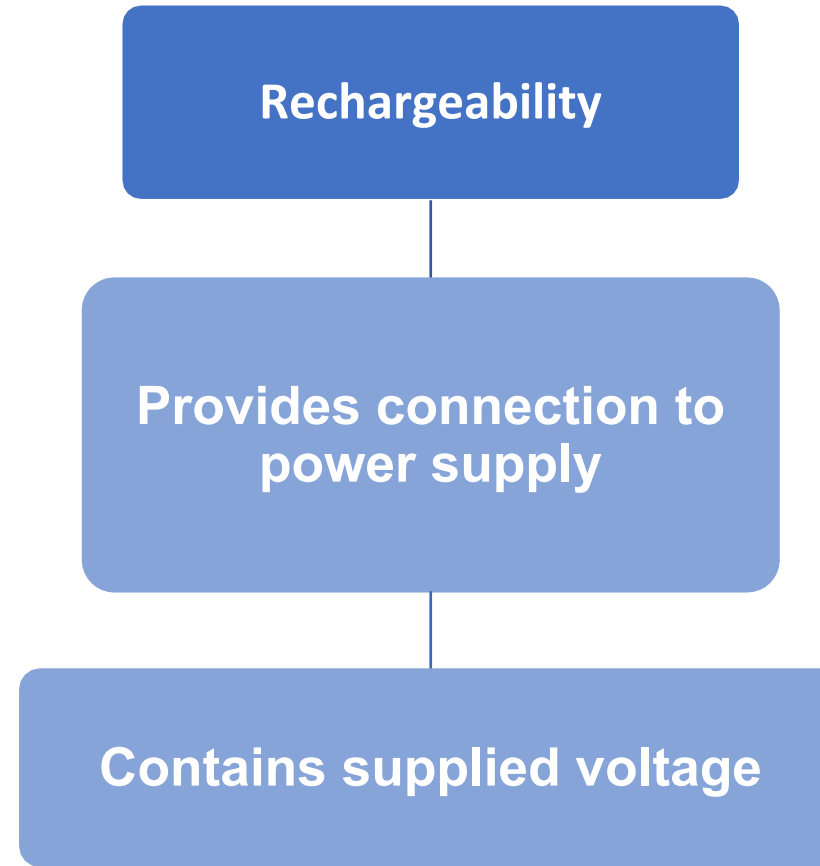 Rechargeability
Provides connection to
power supply
Contains supplied voltage